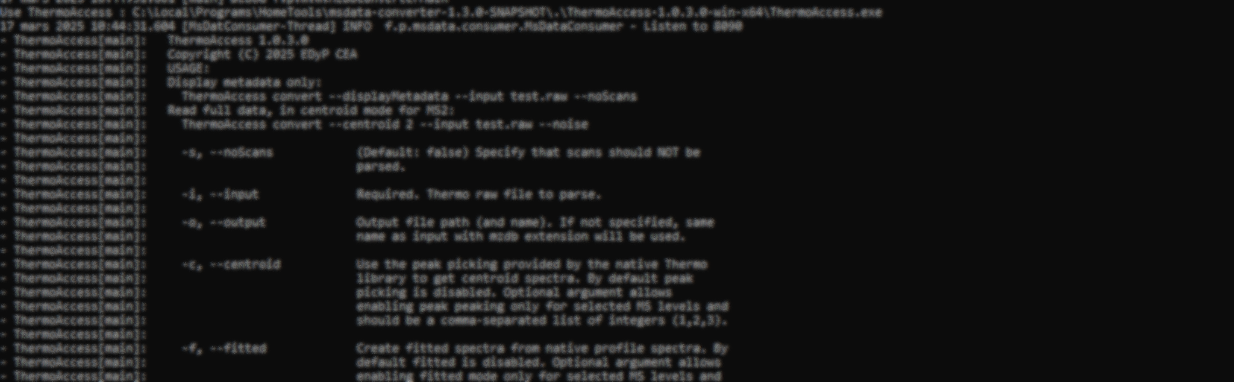 Use ThermoAccess : C:\Local\Programs\HomeTools\msdata-converter-1.3.0-SNAPSHOT\.\ThermoAccess-1.0.3.0-win-x64\ThermoAccess.exe
17 mars 2025 10:44:31.604 [MsDatConsumer-Thread] INFO  f.p.msdata.consumer.MsDataConsumer - Listen to 8090
- ThermoAccess[main]:   ThermoAccess 1.0.3.0
- ThermoAccess[main]:   Copyright (C) 2025 EDyP CEA
- ThermoAccess[main]:   USAGE:
- ThermoAccess[main]:   Display metadata only:
- ThermoAccess[main]:     ThermoAccess convert --displayMetadata --input test.raw --noScans
- ThermoAccess[main]:   Read full data, in centroid mode for MS2:
- ThermoAccess[main]:     ThermoAccess convert --centroid 2 --input test.raw --noise
- ThermoAccess[main]:
- ThermoAccess[main]:     -s, --noScans            (Default: false) Specify that scans should NOT be
- ThermoAccess[main]:                              parsed.
- ThermoAccess[main]:
- ThermoAccess[main]:     -i, --input              Required. Thermo raw file to parse.
- ThermoAccess[main]:
- ThermoAccess[main]:     -o, --output             Output file path (and name). If not specified, same
- ThermoAccess[main]:                              name as input with mzdb extension will be used.
- ThermoAccess[main]:
- ThermoAccess[main]:     -c, --centroid           Use the peak picking provided by the native Thermo
- ThermoAccess[main]:                              library to get centroid spectra. By default peak
- ThermoAccess[main]:                              picking is disabled. Optional argument allows
- ThermoAccess[main]:                              enabling peak peaking only for selected MS levels and
- ThermoAccess[main]:                              should be a comma-separated list of integers (1,2,3).
- ThermoAccess[main]:
- ThermoAccess[main]:     -f, --fitted             Create fitted spectra from native profile spectra. By
- ThermoAccess[main]:                              default fitted is disabled. Optional argument allows
- ThermoAccess[main]:                              enabling fitted mode only for selected MS levels and